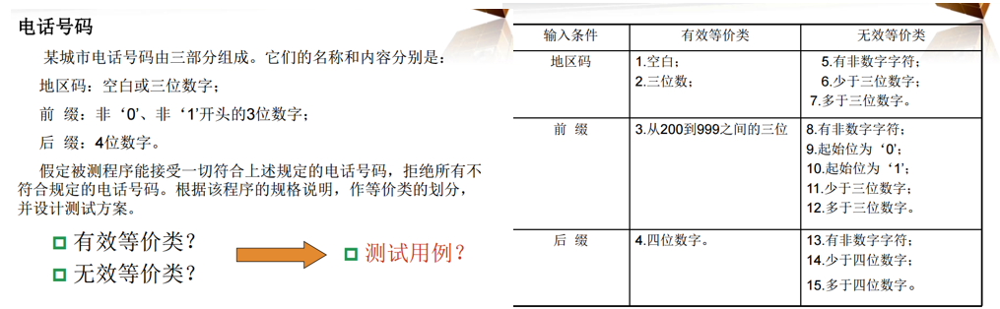 电话号码
某城市电话号码由三部分组成。它们的名称和内容分别是：
地区码：空白或三位数字；
前 缀：非‘0’、非‘1’开头的3位数字；
后 缀：4位数字。
假定被测程序能接受一切符合上述规定的电话号码，拒绝所有不
符合规定的电话号码。根据该程序的规格说明，作等价类的划分，
并设计测试方案。
有效等价类？
无效等价类？
测试用例？
输入条件 有效等价类 无效等价类
地区码 1.空白； 5.有非数字字符；
2.三位数； 6.少于三位数字；
7.多于三位数字。
前 缀 3.从200到999之间的三位 8.有非数字字符；
9.起始位为‘0’；
10.起始位为‘1’；
11.少于三位数字；
12.多于三位数字。
后 缀 4.四位数字。 13.有非数字字符；
14.少于四位数字；
15.多于四位数字。